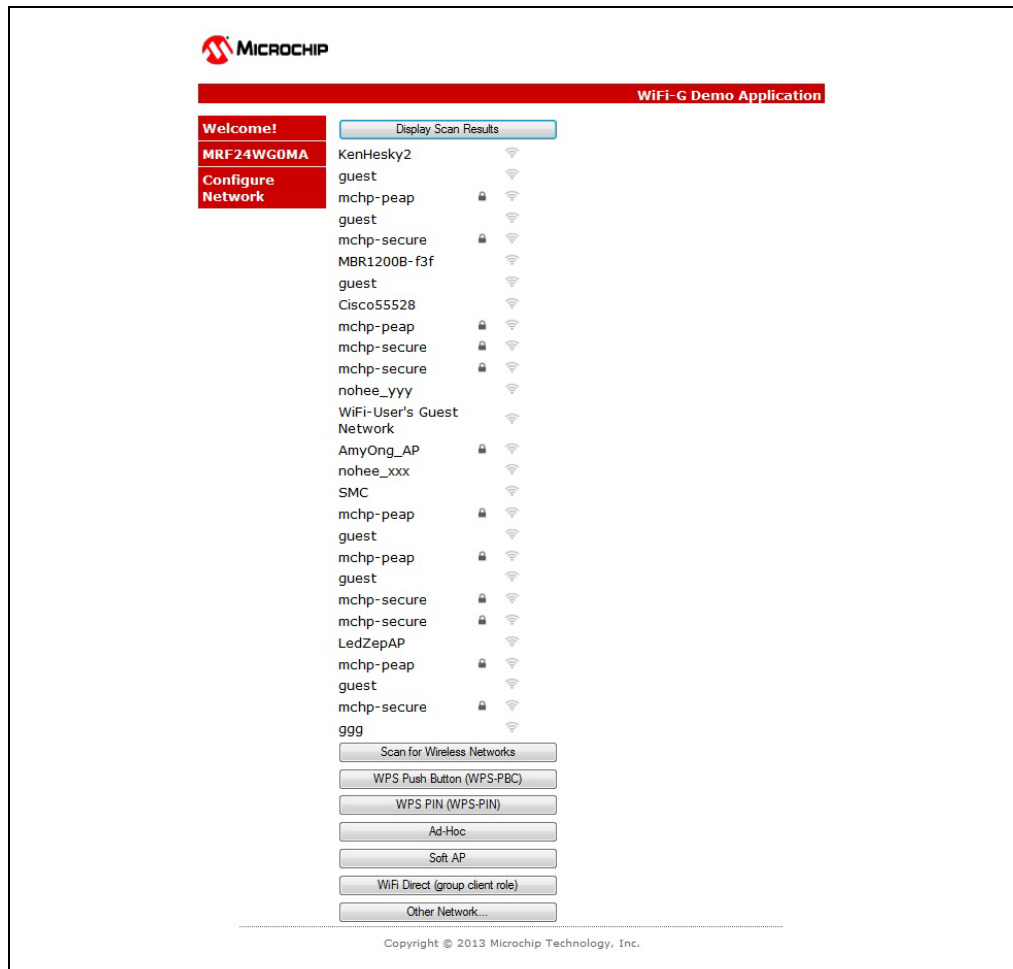 MICROCHIP
WiFi-G Demo Application
Welcome!
MRF24WG0MA
Configure
Network
Display Scan Results
KenHesky2
guest
mchp-peap
guest
mchp-secure
MBR1200B-f3f
guest
Cisco55528
mchp-peap
mchp-secure
mchp-secure
nohee_yyy
WiFi-User's Guest
Network
AmyOng_AP
nohee_xxx
SMC
mchp-peap
guest
mchp-peap
guest
mchp-secure
mchp-secure
LedZepAP
mchp-peap
guest
mchp-secure
ggg
Scan for Wireless Networks
WPS Push Button (WPS-PBC)
WPS PIN (WPS-PIN)
Ad-Hoc
Soft AP
WiFi Direct (group client role)
Other Network...
Copyright © 2013 Microchip Technology, Inc.